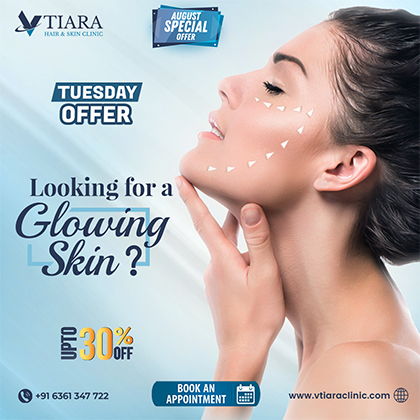 VTIARA
HAIR & SKIN CLINIC
AUGUST
SPECIAL
OFFER
TUESDAY
OFFER
Looking for a
Glowing
Skin ?
UPTO
30%
OFF
+91 6361 347 722
BOOK AN
APPOINTMENT
www.vtiaraclinic.com